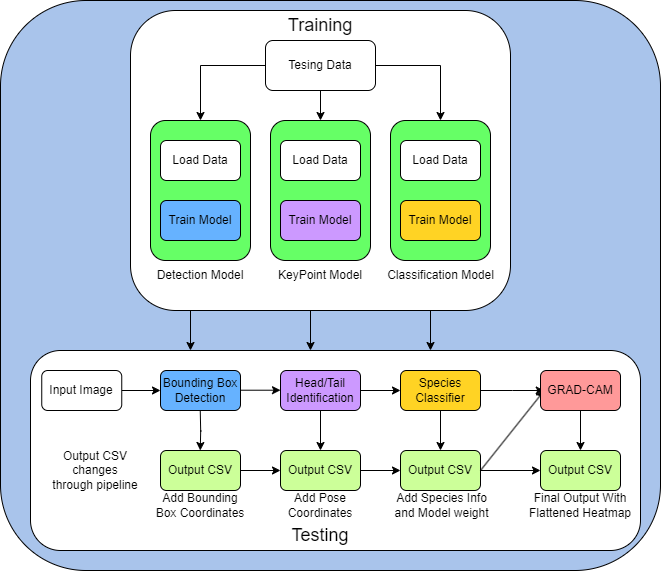 Training
Tesing Data
Load Data
Load Data
Load Data
Train Model
Train Model
Train Model
Detection Model
KeyPoint Model
Classification Model
Input Image
Bounding Box
Detection
Head/Tail
Identification
Species
Classifier
GRAD-CAM
Output CSV
changes
through pipeline
Output CSV
Output CSV
Output CSV
Output CSV
Add Bounding
Box Coordinates
Add Pose
Coordinates
Add Species Info
and Model weight
Final Output With
Flattened Heatmap
Testing